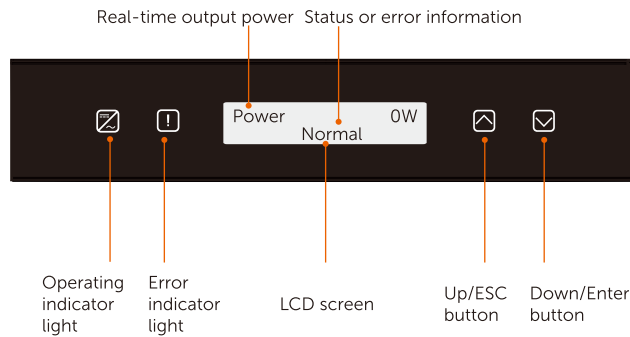 Real-time output power Status or error information
Power 0W
Normal
Operating indicator light
Error indicator light
LCD screen
Up/ESC button
Down/Enter button